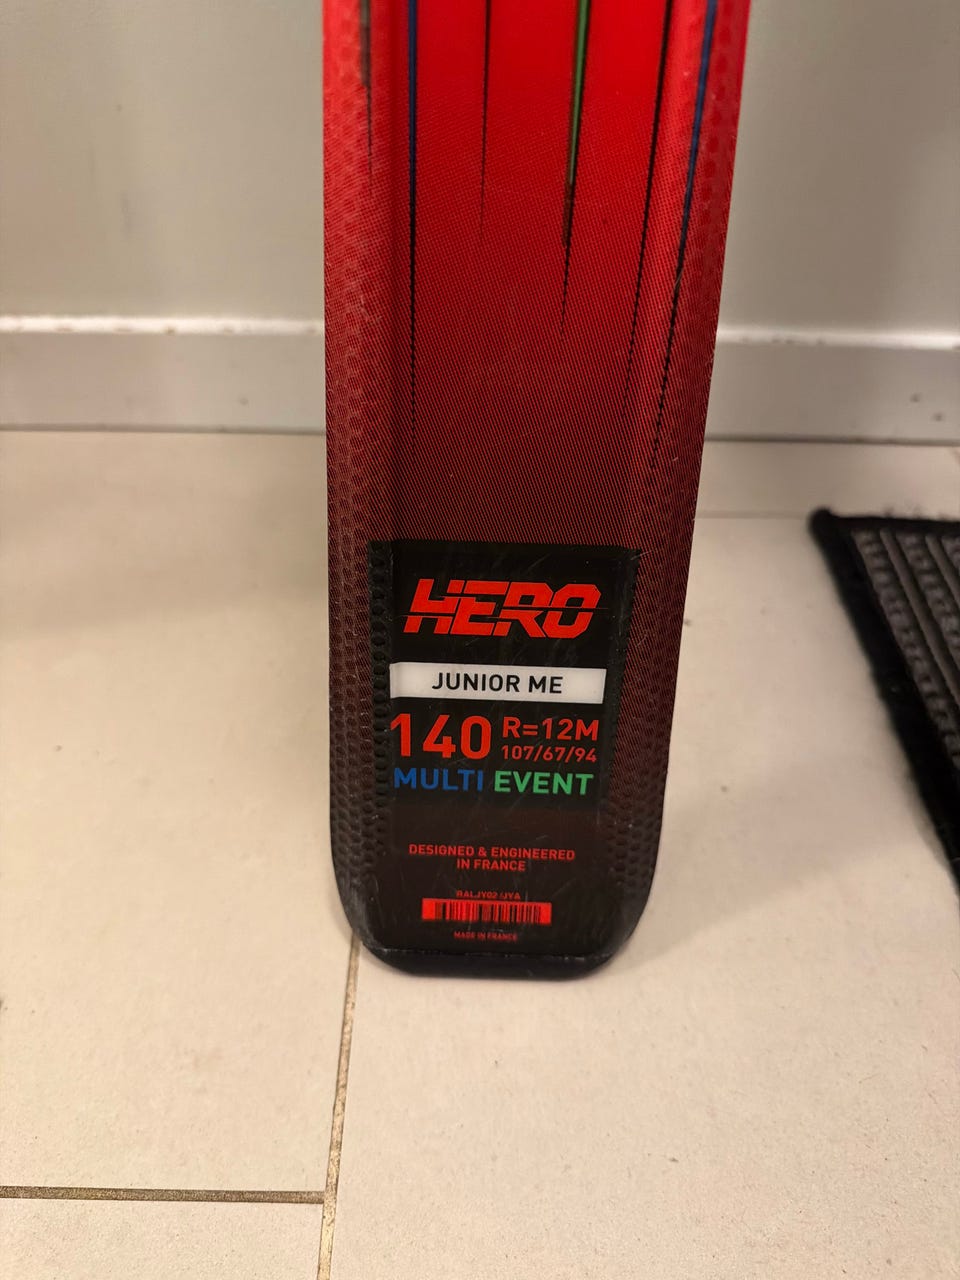 HERO
JUNIOR ME
140 R=12M
107/67/94
MULTI EVENT
DESIGNED & ENGINEERED
IN FRANCE
MADE IN FRANCE